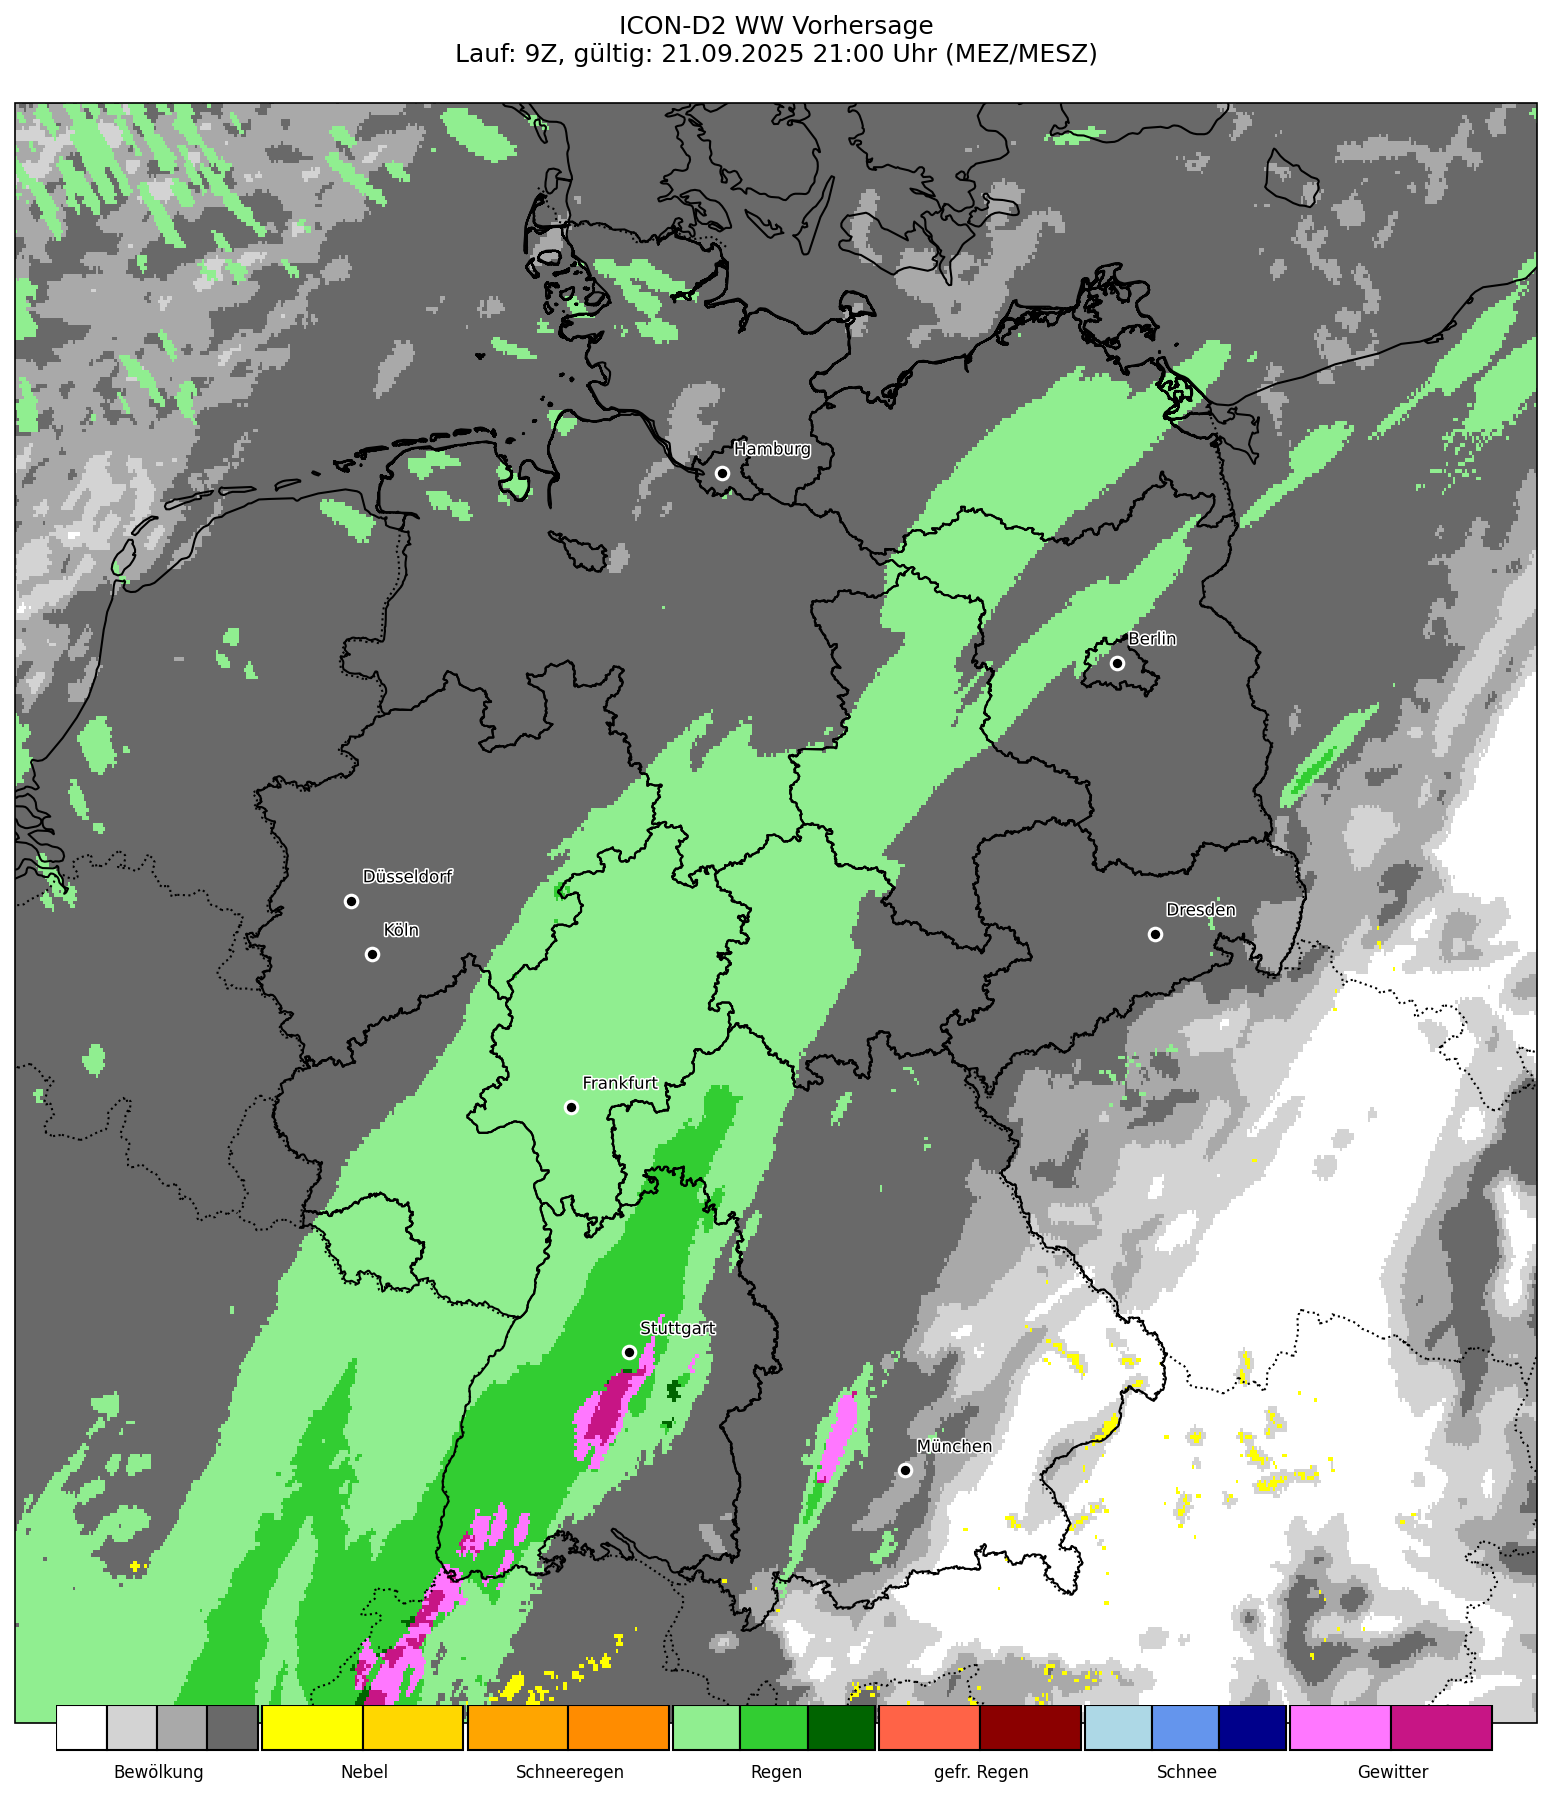 ICON-D2 WW Vorhersage
Lauf: 9Z, gültig: 21.09.2025 21:00 Uhr (MEZ/MESZ)
Hamburg
Berlin
Düsseldorf
Dresden
Köln
Frankfurt
Stuttgart
München
Bewölkung Nebel Schneeregen Regen gefr. Regen Schnee Gewitter